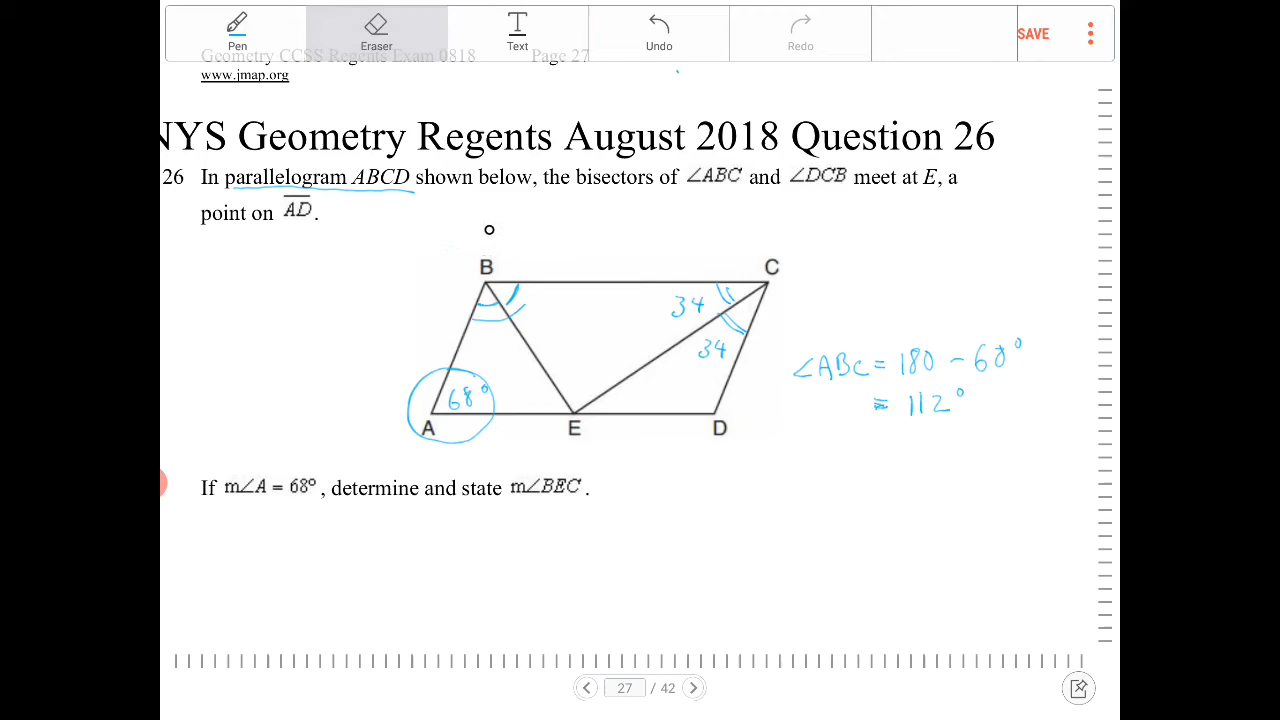 Pen Eraser Text Undo Redo SAVE
Geometry CCSS Regents Exam 0818 Page 27
www.jmap.org
NYS Geometry Regents August 2018 Question 26
26 In parallelogram ABCD shown below, the bisectors of ∠ABC and ∠DCB meet at E, a
point on AD.
B C
34
34
∠ABC = 180 - 68°
= 112°
68°
A E D
If m∠A = 68°, determine and state m∠BEC.
27 / 42